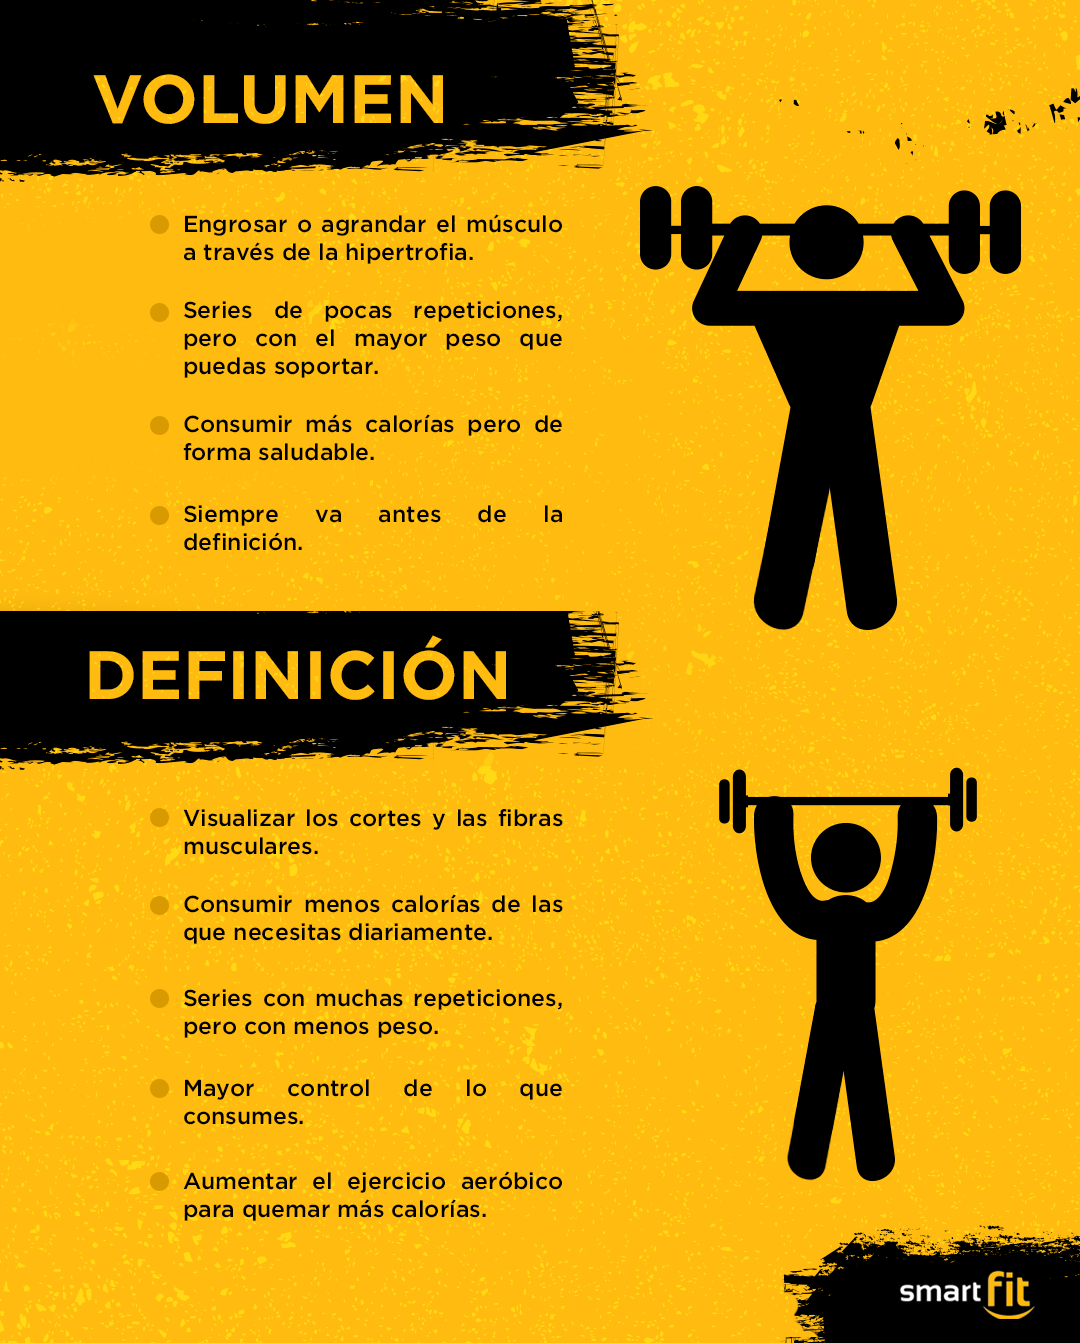 VOLUMEN
Engrosar o agrandar el músculo
a través de la hipertrofia.
Series de pocas repeticiones,
pero con el mayor peso que
puedas soportar.
Consumir más calorías pero de
forma saludable.
Siempre va antes de la
definición.
DEFINICIÓN
Visualizar los cortes y las fibras
musculares.
Consumir menos calorías de las
que necesitas diariamente.
Series con muchas repeticiones,
pero con menos peso.
Mayor control de lo que
consumes.
Aumentar el ejercicio aeróbico
para quemar más calorías.
smart fit